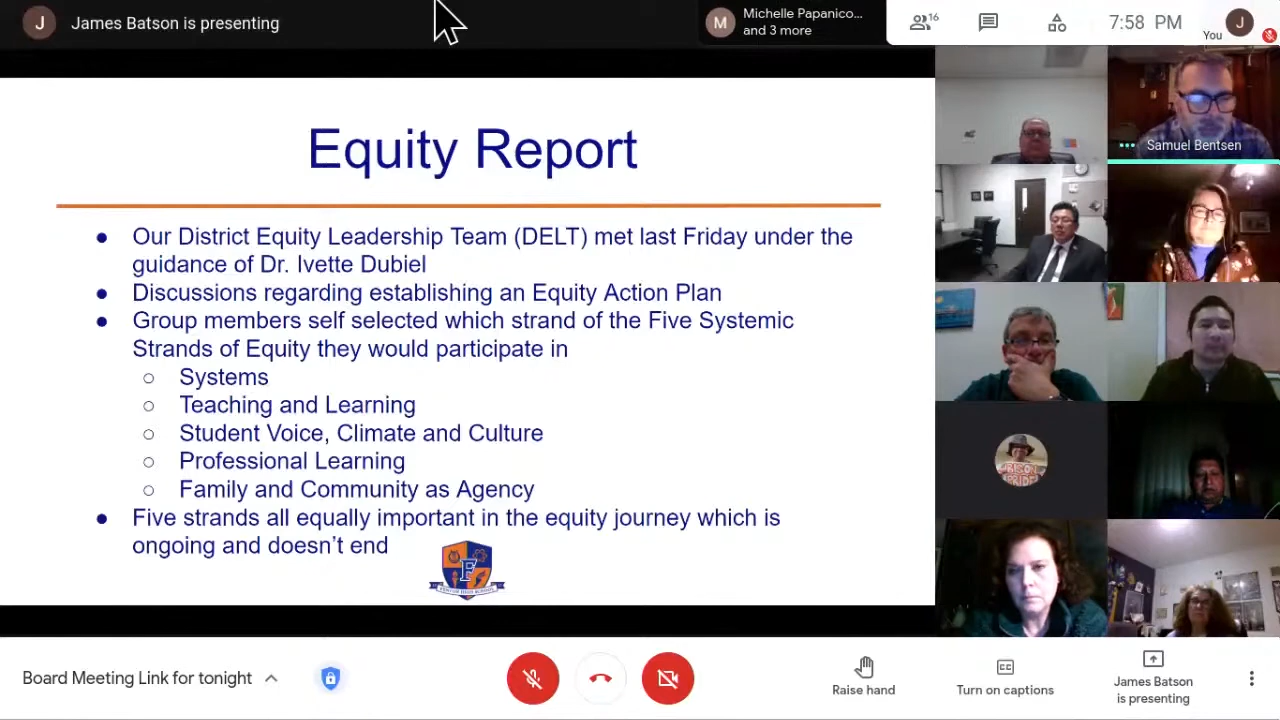 J James Batson is presenting
M Michelle Papanico...
and 3 more
16
7:58 PM
You
J
Equity Report
● Our District Equity Leadership Team (DELT) met last Friday under the
guidance of Dr. Ivette Dubiel
● Discussions regarding establishing an Equity Action Plan
● Group members self selected which strand of the Five Systemic
Strands of Equity they would participate in
○ Systems
○ Teaching and Learning
○ Student Voice, Climate and Culture
○ Professional Learning
○ Family and Community as Agency
● Five strands all equally important in the equity journey which is
ongoing and doesn't end
F
Samuel Bentsen
BISON
PRIDE
Board Meeting Link for tonight
Raise hand
Turn on captions
James Batson
is presenting